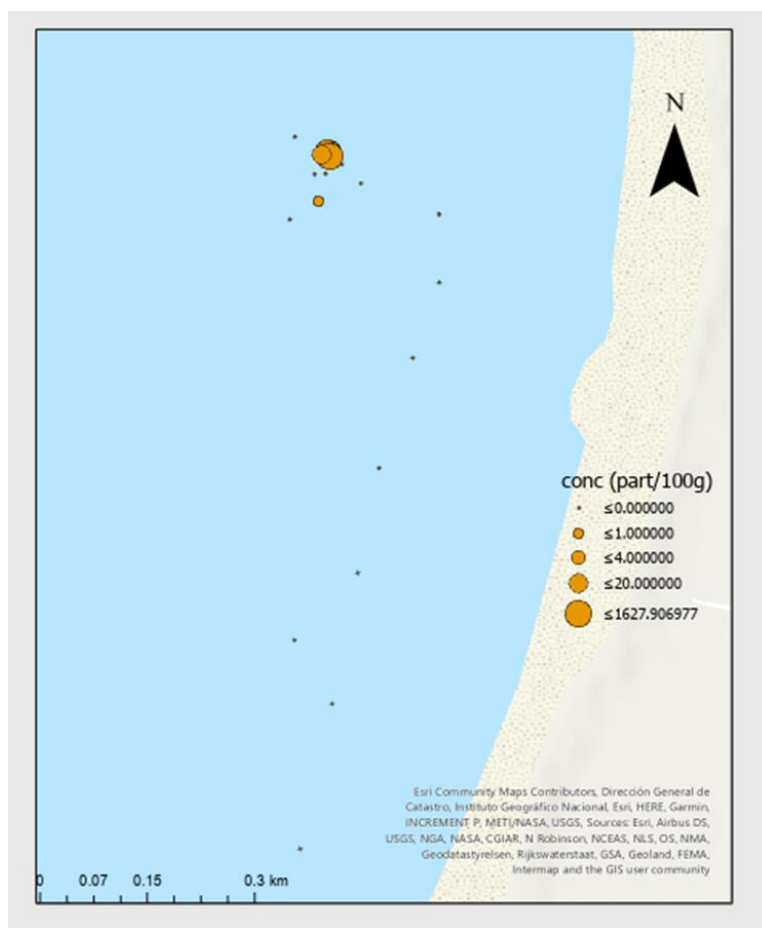 N
conc (part/100g)
≤0.000000
≤1.000000
≤4.000000
≤20.000000
≤1627.906977
Esri Community Maps Contributors, Dirección General de
Catastro, Instituto Geográfico Nacional, Esri, HERE, Garmin,
INCREMENT P, METI/NASA, USGS, Sources: Esri, Airbus DS,
USGS, NGA, NASA, CGIAR, N Robinson, NCEAS, NLS, OS, NMA,
Geodatastyrelsen, Rijkswaterstaat, GSA, Geoland, FEMA,
Intermap and the GIS user community
0 0.07 0.15 0.3 km